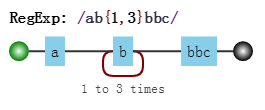 RegExp: /ab{1,3}bbc/
a b bbc
1 to 3 times